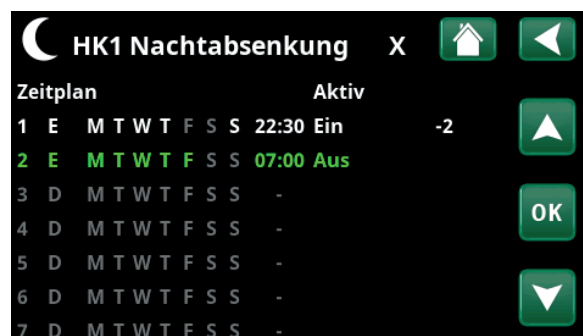 HK1 Nachtabsenkung X
Zeitplan Aktiv
1 E M T W T F S S 22:30 Ein -2
2 E M T W T F S S 07:00 Aus
3 D M T W T F S S -
OK
4 D M T W T F S S -
5 D M T W T F S S -
6 D M T W T F S S -
7 D M T W T F S S -